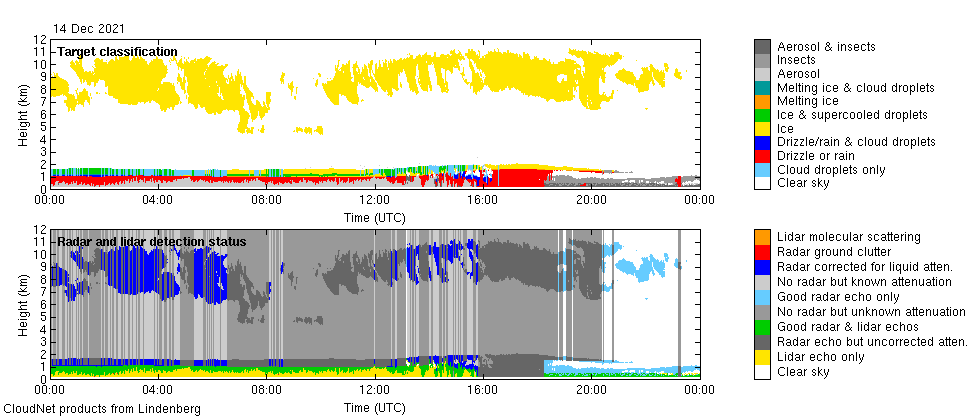 14 Dec 2021
Target classification
Height (km)
12
11
10
9
8
7
6
5
4
3
2
1
0
00:00 04:00 08:00 12:00 16:00 20:00 00:00
Time (UTC)
Aerosol & insects
Insects
Aerosol
Melting ice & cloud droplets
Melting ice
Ice & supercooled droplets
Ice
Drizzle/rain & cloud droplets
Drizzle or rain
Cloud droplets only
Clear sky
Radar and lidar detection status
Height (km)
12
11
10
9
8
7
6
5
4
3
2
1
0
00:00 04:00 08:00 12:00 16:00 20:00 00:00
Time (UTC)
Lidar molecular scattering
Radar ground clutter
Radar corrected for liquid atten.
No radar but known attenuation
Good radar echo only
No radar but unknown attenuation
Good radar & lidar echos
Radar echo but uncorrected atten.
Lidar echo only
Clear sky
CloudNet products from Lindenberg